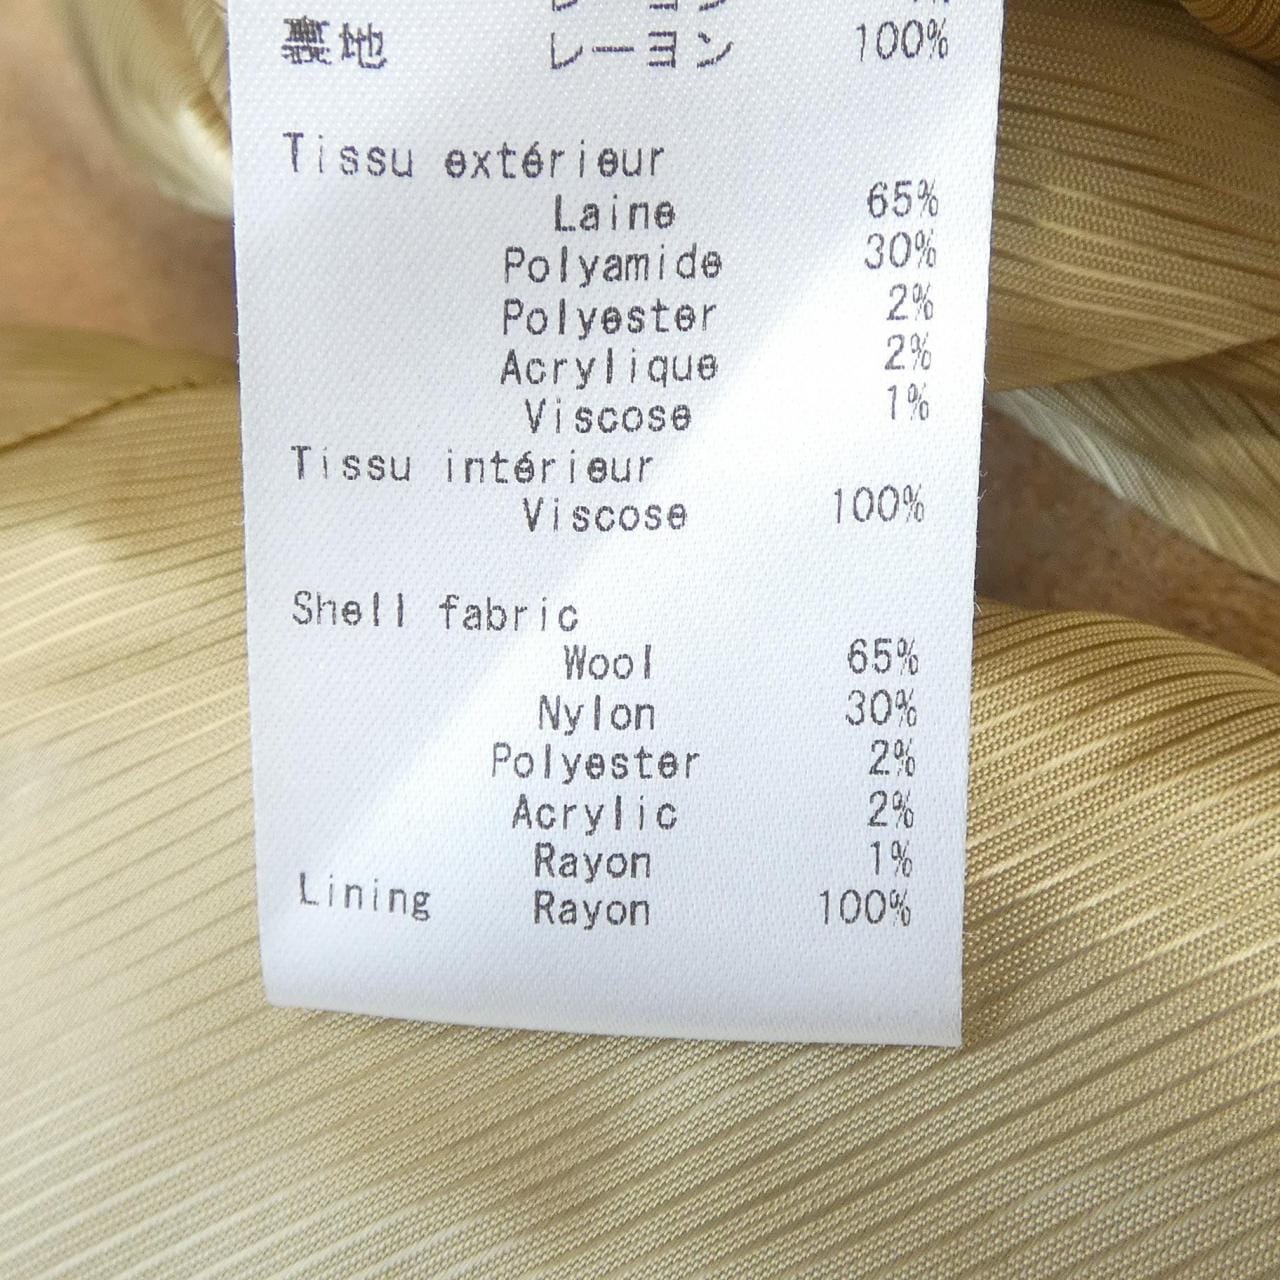 裏地 レーヨン 100%
Tissu extérieur
Laine 65%
Polyamide 30%
Polyester 2%
Acrylique 2%
Viscose 1%
Tissu intérieur
Viscose 100%
Shell fabric
Wool 65%
Nylon 30%
Polyester 2%
Acrylic 2%
Rayon 1%
Lining Rayon 100%